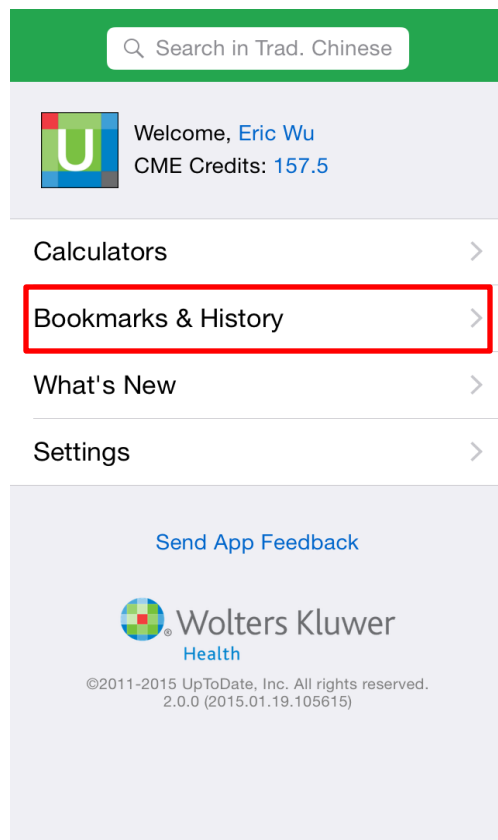 Search in Trad. Chinese
U
Welcome, Eric Wu
CME Credits: 157.5
Calculators
Bookmarks & History
What's New
Settings
Send App Feedback
Wolters Kluwer
Health
©2011-2015 UpToDate, Inc. All rights reserved.
2.0.0 (2015.01.19.105615)